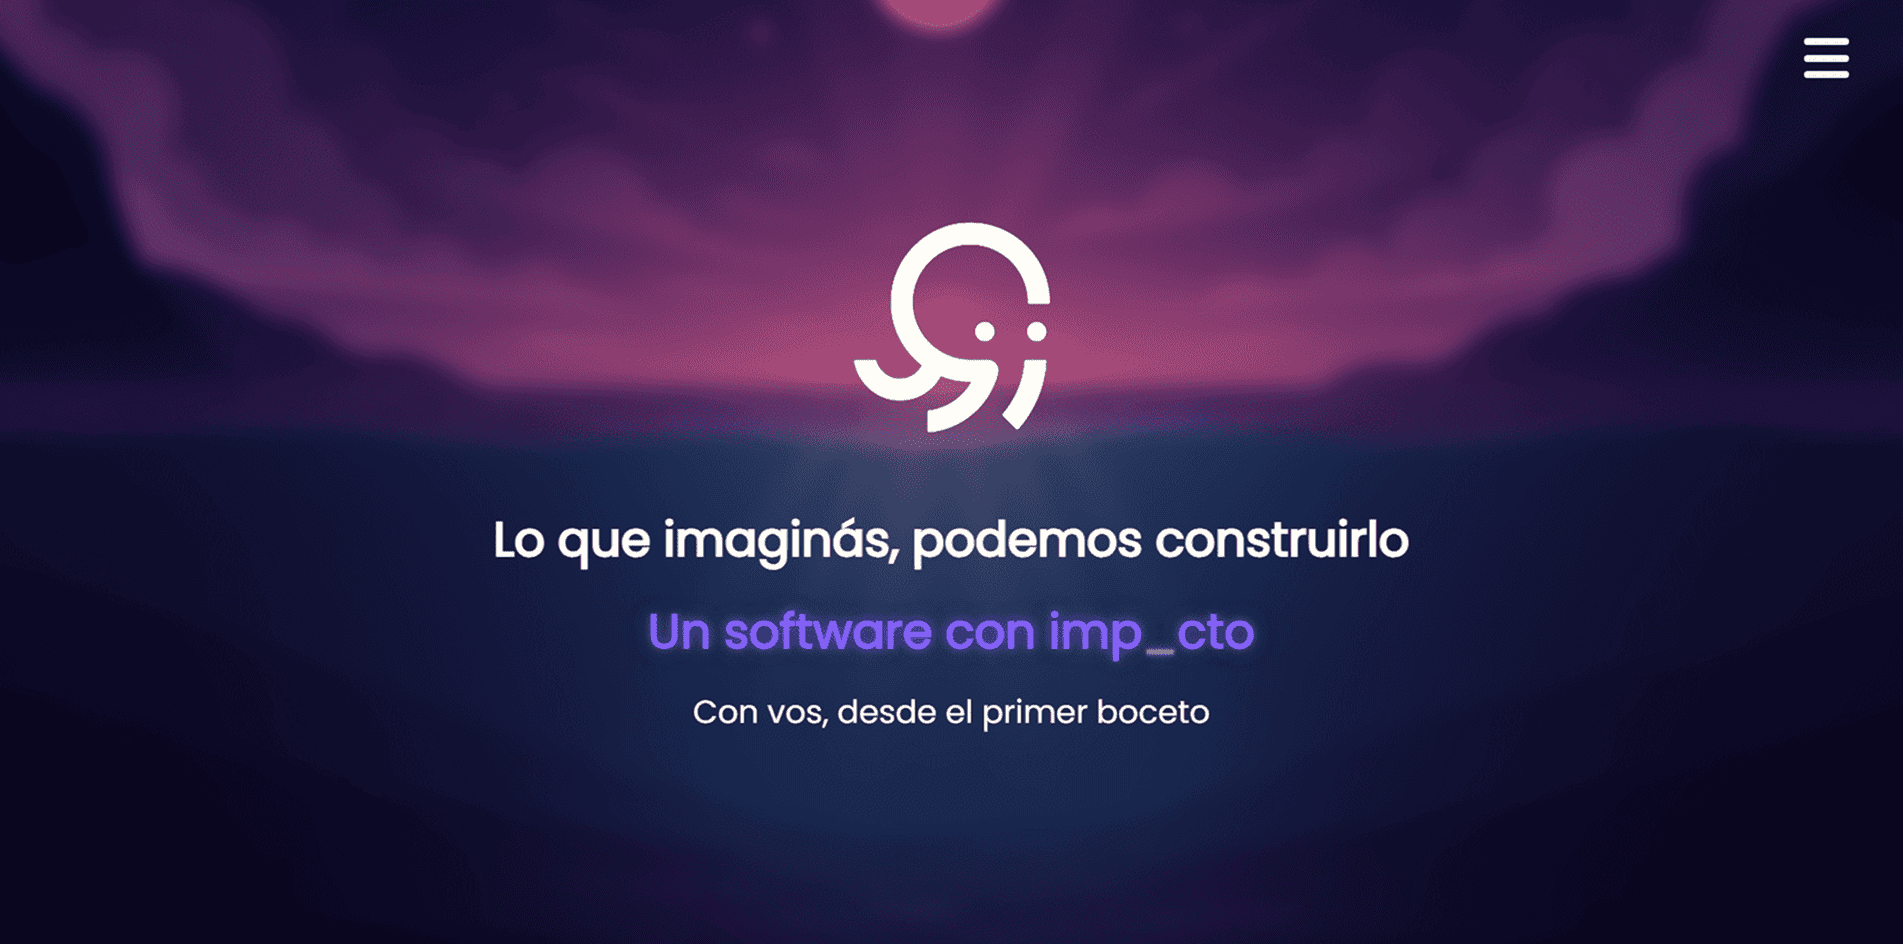 Lo que imaginás, podemos construirlo
Un software con imp_cto
Con vos, desde el primer boceto